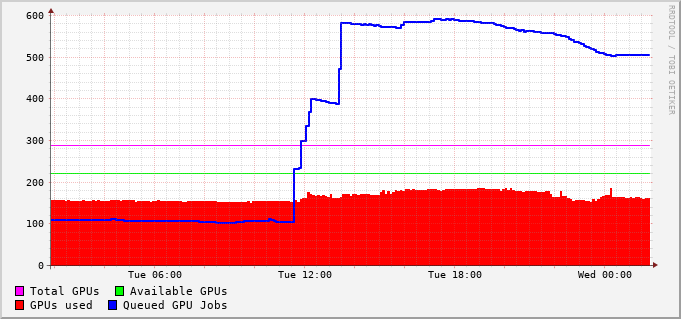 600
500
400
300
200
100
0
Tue 06:00 Tue 12:00 Tue 18:00 Wed 00:00
Total GPUs Available GPUs
GPUs used Queued GPU Jobs
RRDTOOL / TOBI OETIKER